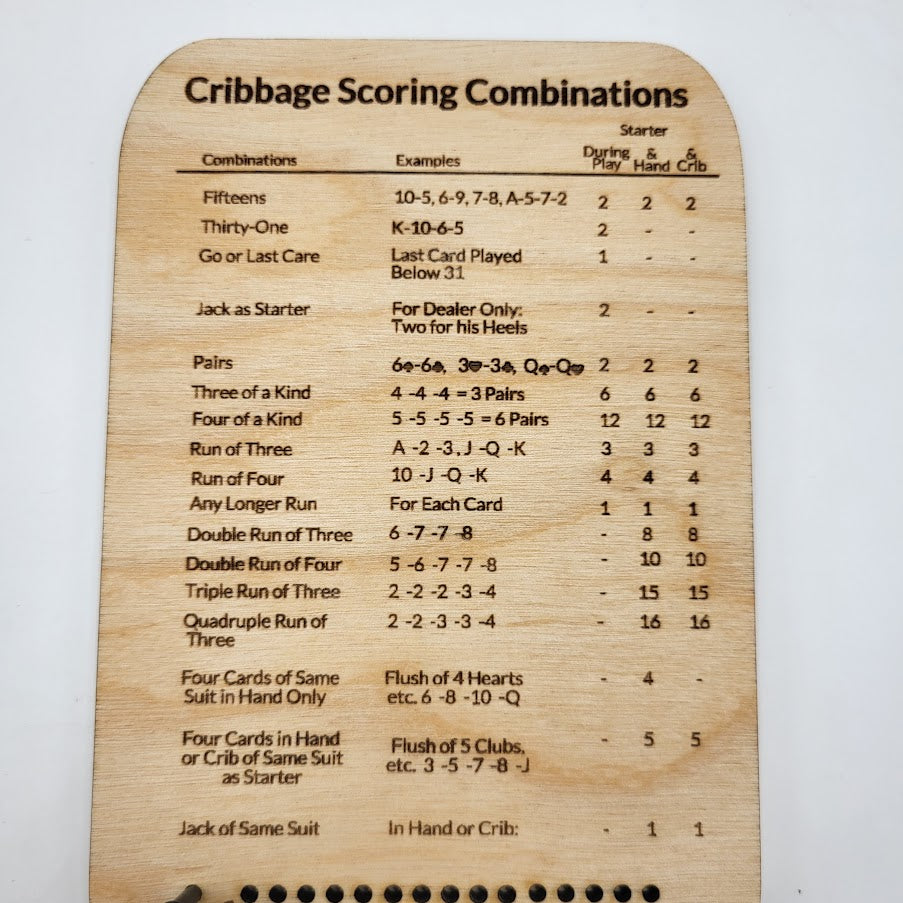 Cribbage Scoring Combinations
Starter
Combinations Examples During Play & Hand & Crib
Fifteens 10-5, 6-9, 7-8, A-5-7-2 2 2 2
Thirty-One K-10-6-5 2 - -
Go or Last Care Last Card Played 1 - -
Below 31
Jack as Starter For Dealer Only: 2 - -
Two for his Heels
Pairs 6♠-6♣, 3♥-3♣, Q♠-Q♥ 2 2 2
Three of a Kind 4 -4 -4 = 3 Pairs 6 6 6
Four of a Kind 5 -5 -5 -5 = 6 Pairs 12 12 12
Run of Three A -2 -3, J -Q -K 3 3 3
Run of Four 10 -J -Q -K 4 4 4
Any Longer Run For Each Card 1 1 1
Double Run of Three 6 -7 -7 -8 - 8 8
Double Run of Four 5 -6 -7 -7 -8 - 10 10
Triple Run of Three 2 -2 -2 -3 -4 - 15 15
Quadruple Run of 2 -2 -3 -3 -4 - 16 16
Three
Four Cards of Same Flush of 4 Hearts - 4 -
Suit in Hand Only etc. 6 -8 -10 -Q
Four Cards in Hand Flush of 5 Clubs, - 5 5
or Crib of Same Suit etc. 3 -5 -7 -8 -J
as Starter
Jack of Same Suit In Hand or Crib: - 1 1